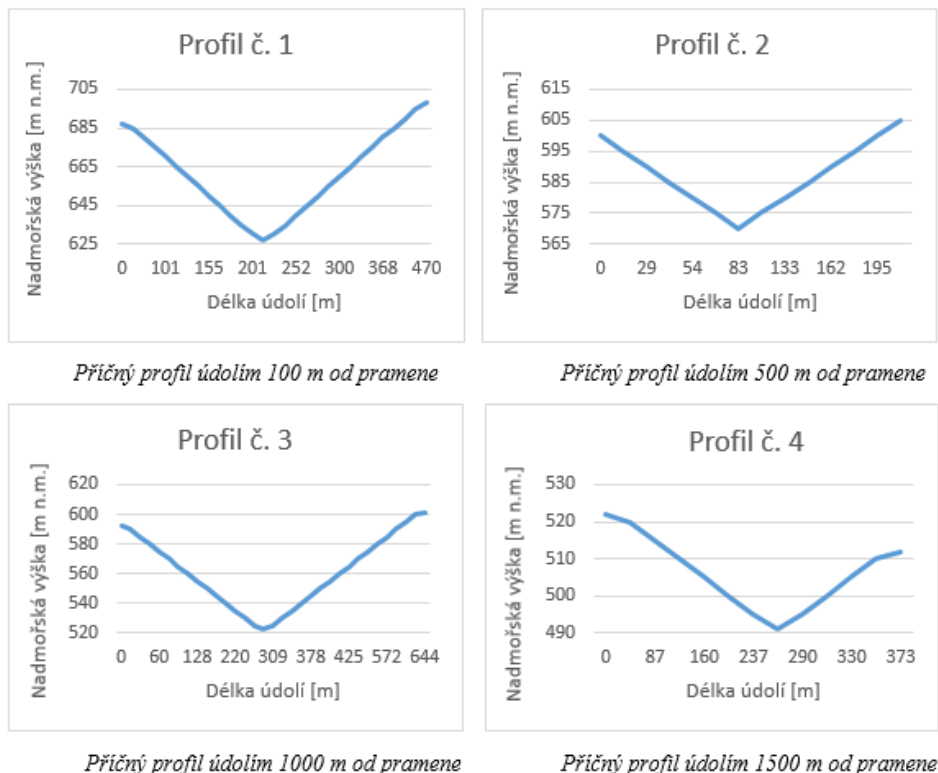 Profil č. 1
Nadmořská výška [m n.m.]
705
685
665
645
625
0 101 155 201 252 300 368 470
Délka údolí [m]
Příčný profil údolím 100 m od pramene
Profil č. 2
Nadmořská výška [m n.m.]
615
605
595
585
575
565
0 29 54 83 133 162 195
Délka údolí [m]
Příčný profil údolím 500 m od pramene
Profil č. 3
Nadmořská výška [m n.m.]
620
600
580
560
540
520
0 60 128 220 309 378 425 572 644
Délka údolí [m]
Příčný profil údolím 1000 m od pramene
Profil č. 4
Nadmořská výška [m n.m.]
530
520
510
500
490
0 87 160 237 290 330 373
Délka údolí [m]
Příčný profil údolím 1500 m od pramene